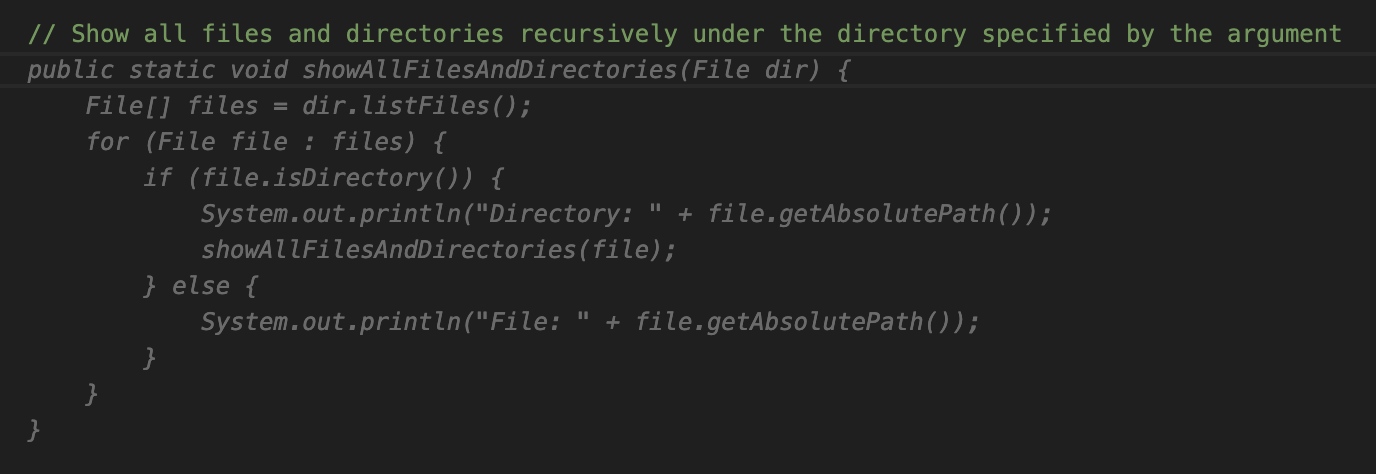 // Show all files and directories recursively under the directory specified by the argument
public static void showAllFilesAndDirectories(File dir) {
    File[] files = dir.listFiles();
    for (File file : files) {
        if (file.isDirectory()) {
            System.out.println("Directory: " + file.getAbsolutePath());
            showAllFilesAndDirectories(file);
        } else {
            System.out.println("File: " + file.getAbsolutePath());
        }
    }
}